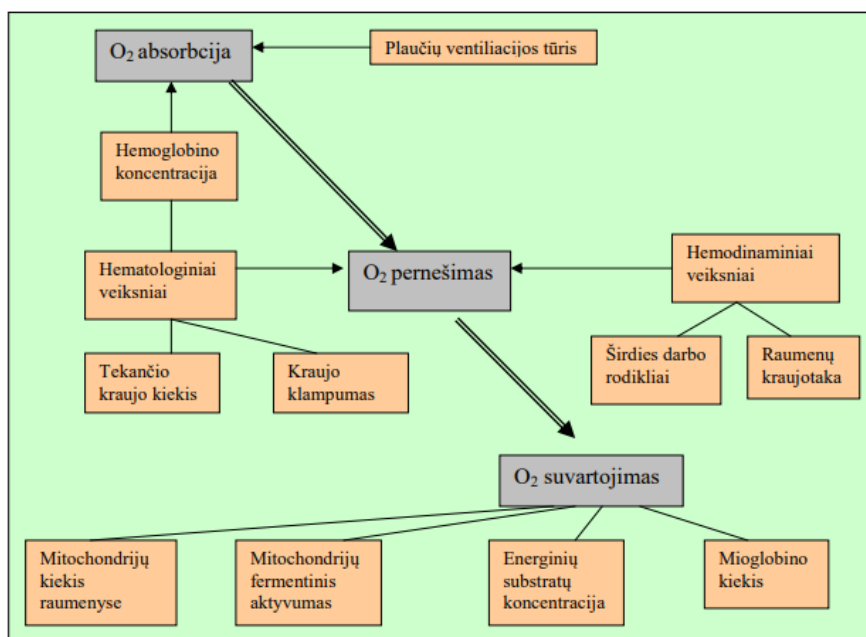 O₂ absorbcija
Plaučių ventiliacijos tūris
Hemoglobino
koncentracija
Hematologiniai
veiksniai
O₂ pernešimas
Hemodinaminiai
veiksniai
Tekančio
kraujo kiekis
Kraujo
klampumas
Širdies darbo
rodikliai
Raumenų
kraujotaka
O₂ suvartojimas
Mitochondrijų
kiekis
raumenyse
Mitochondrijų
fermentinis
aktyvumas
Energinių
substratų
koncentracija
Mioglobino
kiekis